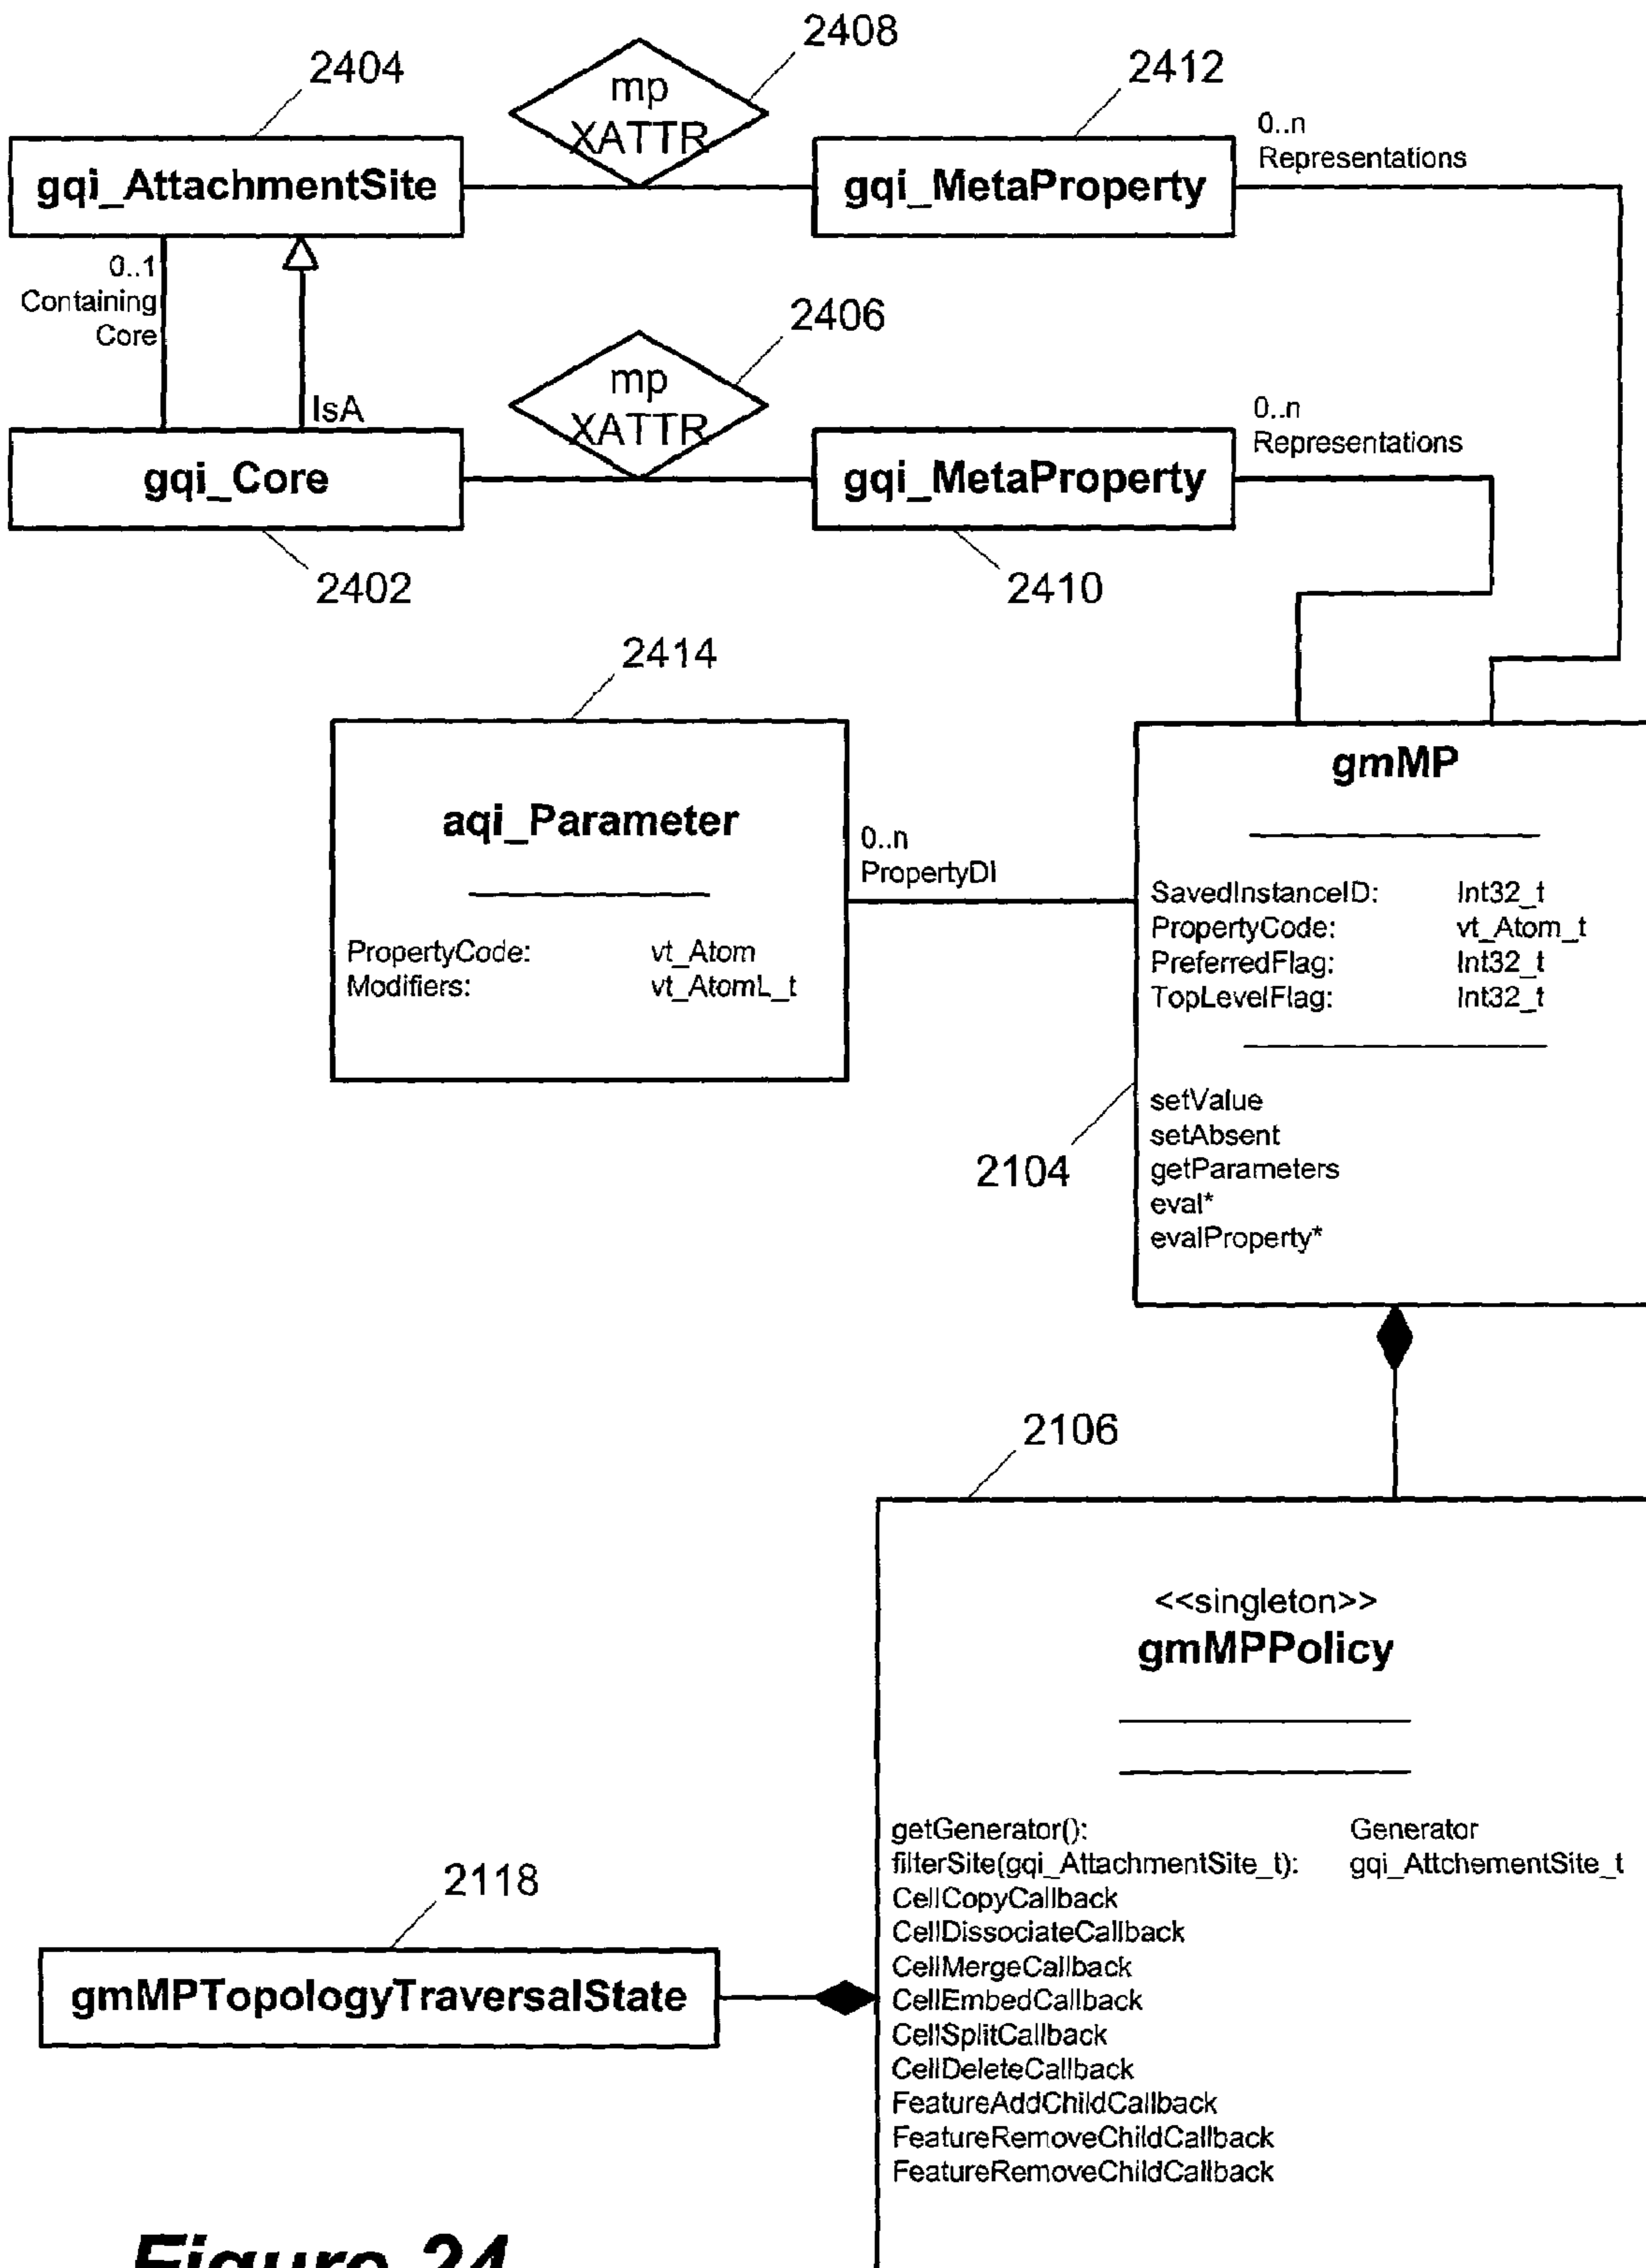 2408
2404
2412
mp
XATTR
0..n
Representations
gqi_AttachmentSite
gqi_MetaProperty
0..1
Containing
Core
2406
mp
XATTR
IsA
0..n
Representations
gqi_Core
gqi_MetaProperty
2402
2410
2414
gmMP
aqi_Parameter
0..n
PropertyDI
SavedInstanceID: Int32_t
PropertyCode: vt_Atom_t
PreferredFlag: Int32_t
TopLevelFlag: Int32_t
PropertyCode: vt_Atom
Modifiers: vt_AtomL_t
setValue
setAbsent
getParameters
eval*
evalProperty*
2104
2106
<<singleton>>
gmMPPolicy
getGenerator(): Generator
filterSite(gqi_AttachmentSite_t): gqi_AttchementSite_t
CellCopyCallback
CellDissociateCallback
CellMergeCallback
CellEmbedCallback
CellSplitCallback
CellDeleteCallback
FeatureAddChildCallback
FeatureRemoveChildCallback
FeatureRemoveChildCallback
2118
gmMPTopologyTraversalState
Figure 24